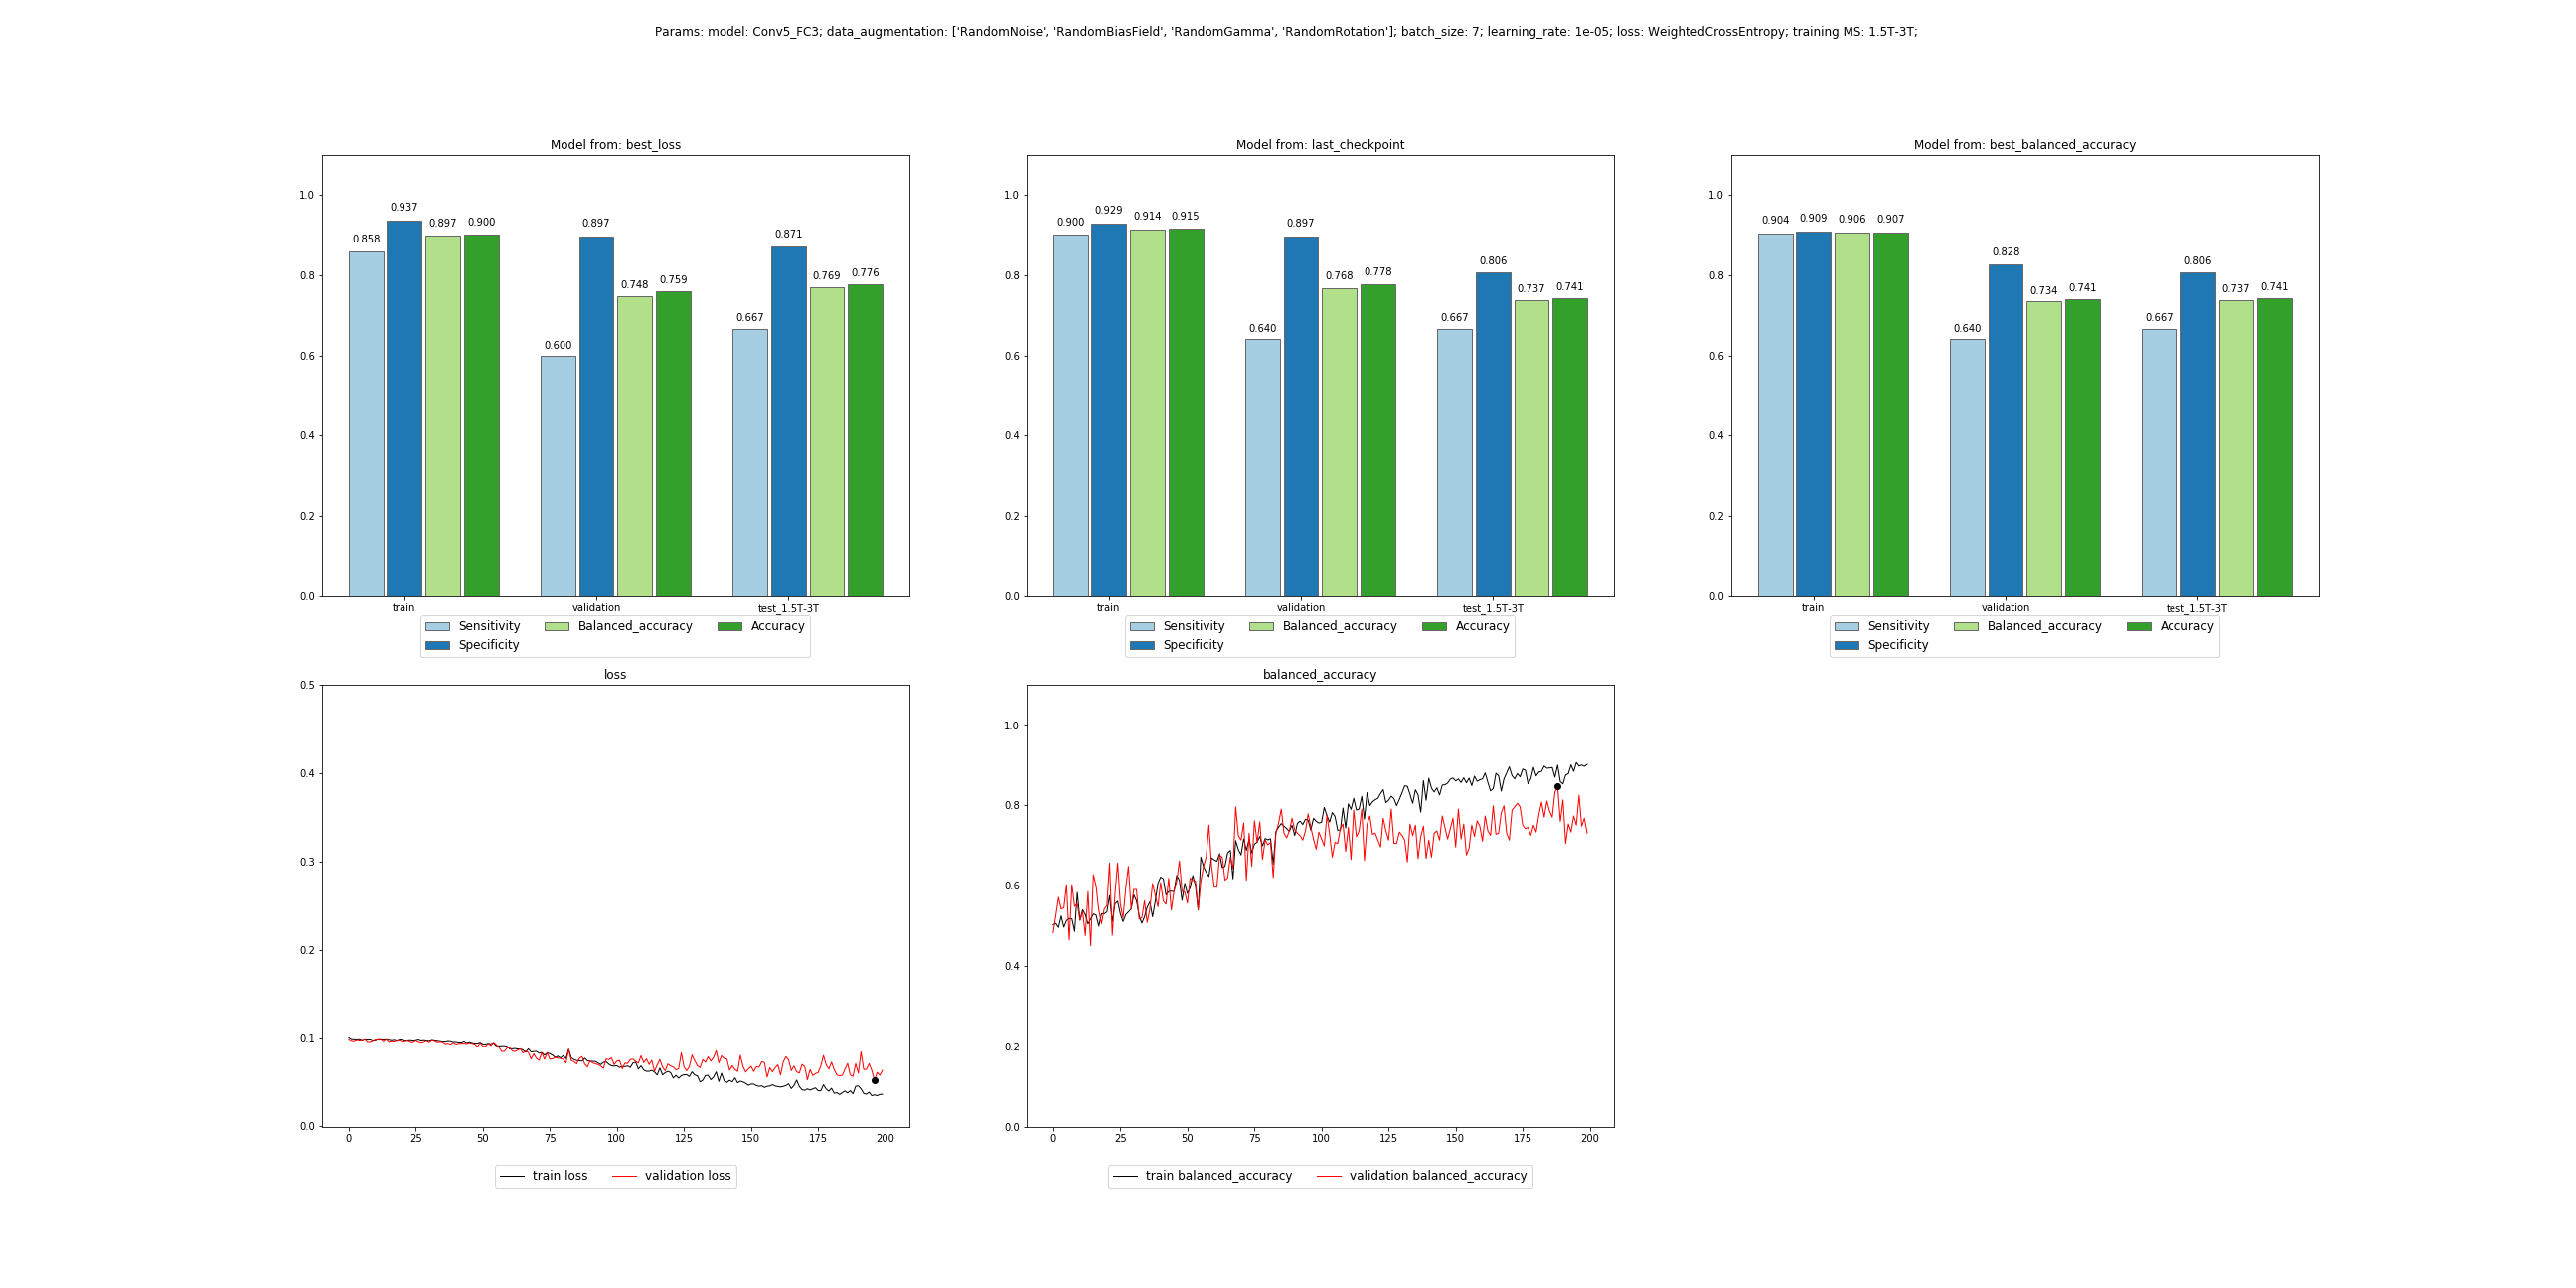 Params: model: Conv5_FC3; data_augmentation: ['RandomNoise', 'RandomBiasField', 'RandomGamma', 'RandomRotation']; batch_size: 7; learning_rate: 1e-05; loss: WeightedCrossEntropy; training MS: 1.5T-3T;
Model from: best_loss
1.0
0.8
0.6
0.4
0.2
0.0
0.858
0.937
0.897
0.900
0.600
0.897
0.748
0.759
0.667
0.871
0.769
0.776
train
validation
test_1.5T-3T
Sensitivity
Balanced_accuracy
Accuracy
Specificity
Model from: last_checkpoint
1.0
0.8
0.6
0.4
0.2
0.0
0.900
0.929
0.914
0.915
0.640
0.897
0.768
0.778
0.667
0.806
0.737
0.741
train
validation
test_1.5T-3T
Sensitivity
Balanced_accuracy
Accuracy
Specificity
Model from: best_balanced_accuracy
1.0
0.8
0.6
0.4
0.2
0.0
0.904
0.909
0.906
0.907
0.640
0.828
0.734
0.741
0.667
0.806
0.737
0.741
train
validation
test_1.5T-3T
Sensitivity
Balanced_accuracy
Accuracy
Specificity
loss
0.5
0.4
0.3
0.2
0.1
0.0
0
25
50
75
100
125
150
175
200
train loss
validation loss
balanced_accuracy
1.0
0.8
0.6
0.4
0.2
0.0
0
25
50
75
100
125
150
175
200
train balanced_accuracy
validation balanced_accuracy